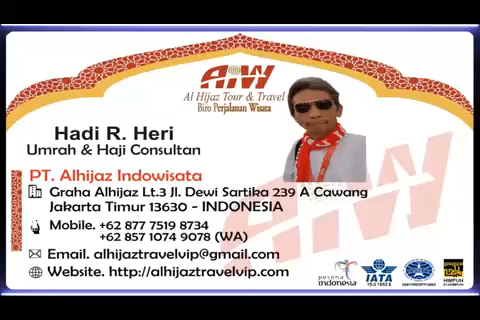 AIW
Al Hijaz Tour & Travel
Biro Perjalanan Wisata
Hadi R. Heri
Umrah & Haji Consultan
PT. Alhijaz Indowisata
Graha Alhijaz Lt.3 Jl. Dewi Sartika 239 A Cawang
Jakarta Timur 13630 - INDONESIA
Mobile. +62 877 7519 8734
+62 857 1074 9078 (WA)
Email. alhijaztravelvip@gmail.com
Website. http://alhijaztravelvip.com
pesona
indonesia
IATA
HIMPUH